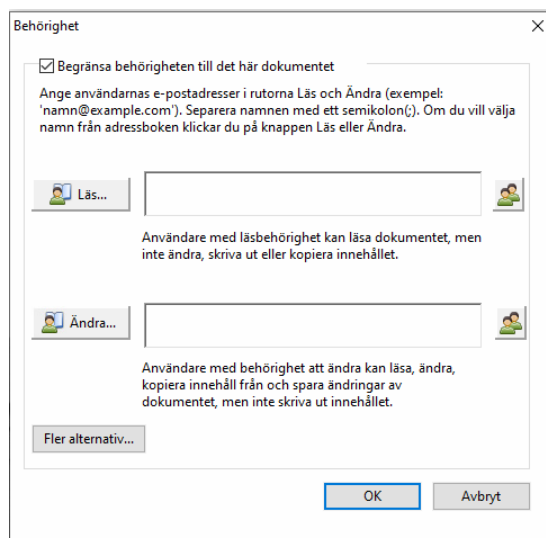 Behörighet
Begränsa behörigheten till det här dokumentet
Ange användarnas e-postadresser i rutorna Läs och Ändra (exempel:
'namn@example.com'). Separera namnen med ett semikolon(;). Om du vill välja
namn från adressboken klickar du på knappen Läs eller Ändra.
Läs...
Användare med läsbehörighet kan läsa dokumentet, men
inte ändra, skriva ut eller kopiera innehållet.
Ändra...
Användare med behörighet att ändra kan läsa, ändra,
kopiera innehåll från och spara ändringar av
dokumentet, men inte skriva ut innehållet.
Fler alternativ...
OK
Avbryt